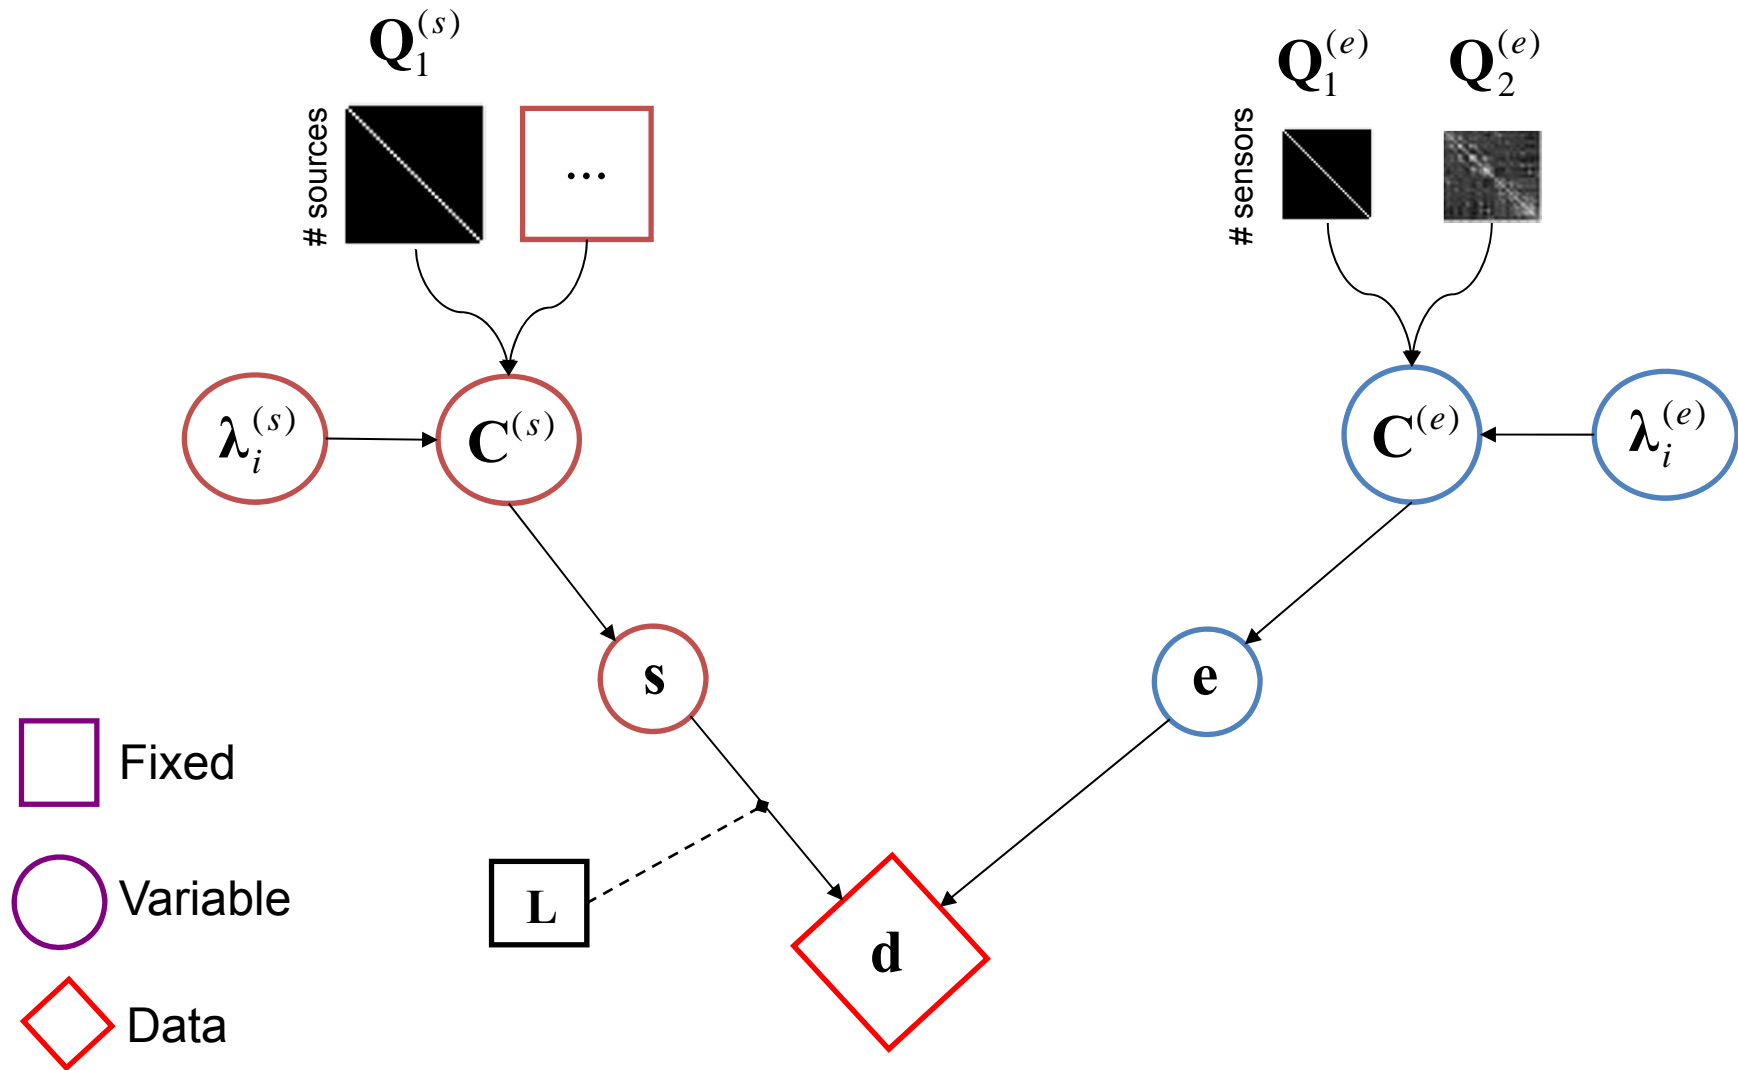 Q₁⁽ˢ⁾
Q₁⁽ᵉ⁾ Q₂⁽ᵉ⁾
# sources
...
# sensors
λᵢ⁽ˢ⁾ C⁽ˢ⁾ C⁽ᵉ⁾ λᵢ⁽ᵉ⁾
s e
Fixed
Variable
L
d
Data